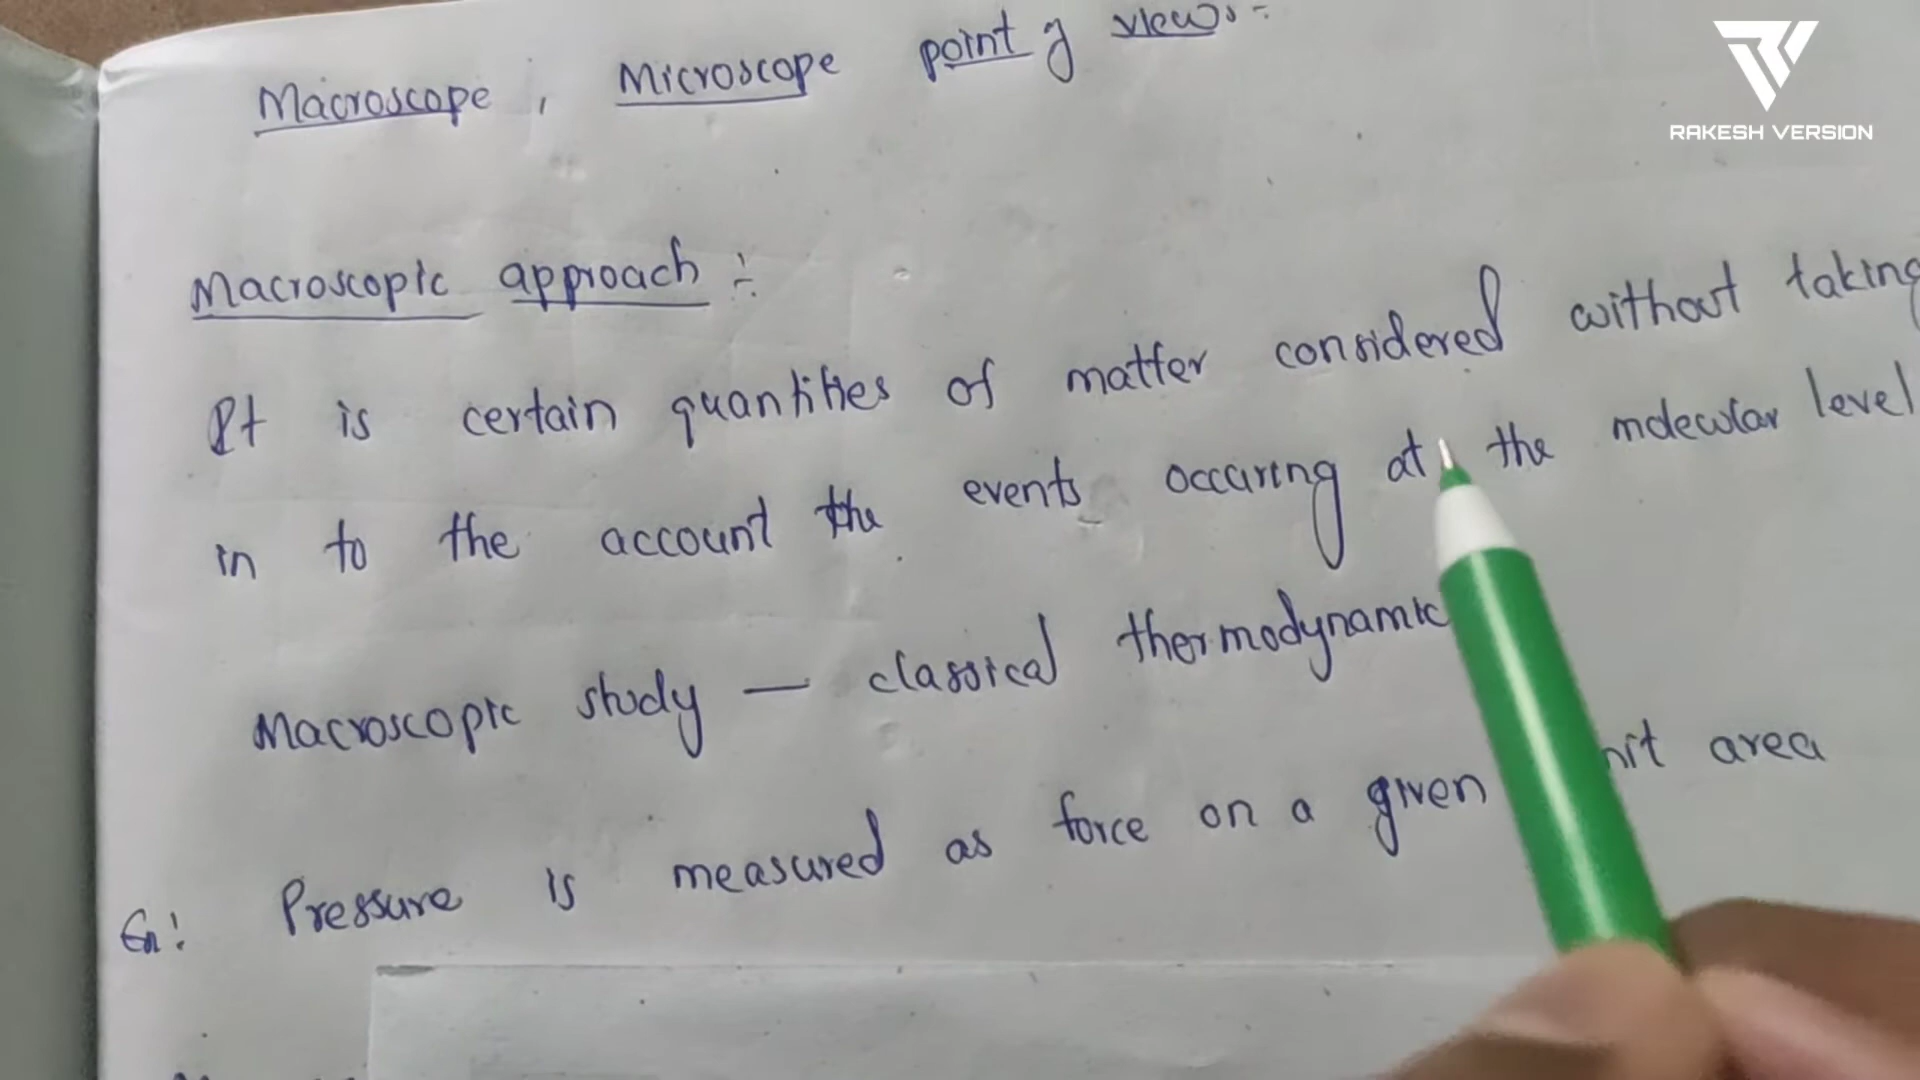 Macroscope, Microscope point of view:-
RAKESH VERSION
Macroscopic approach :-
It is certain quantities of matter considered without taking
in to the account the events occuring at the molecular level
Macroscopic study — classical thermodynamic
Ex: Pressure is measured as force on a given area